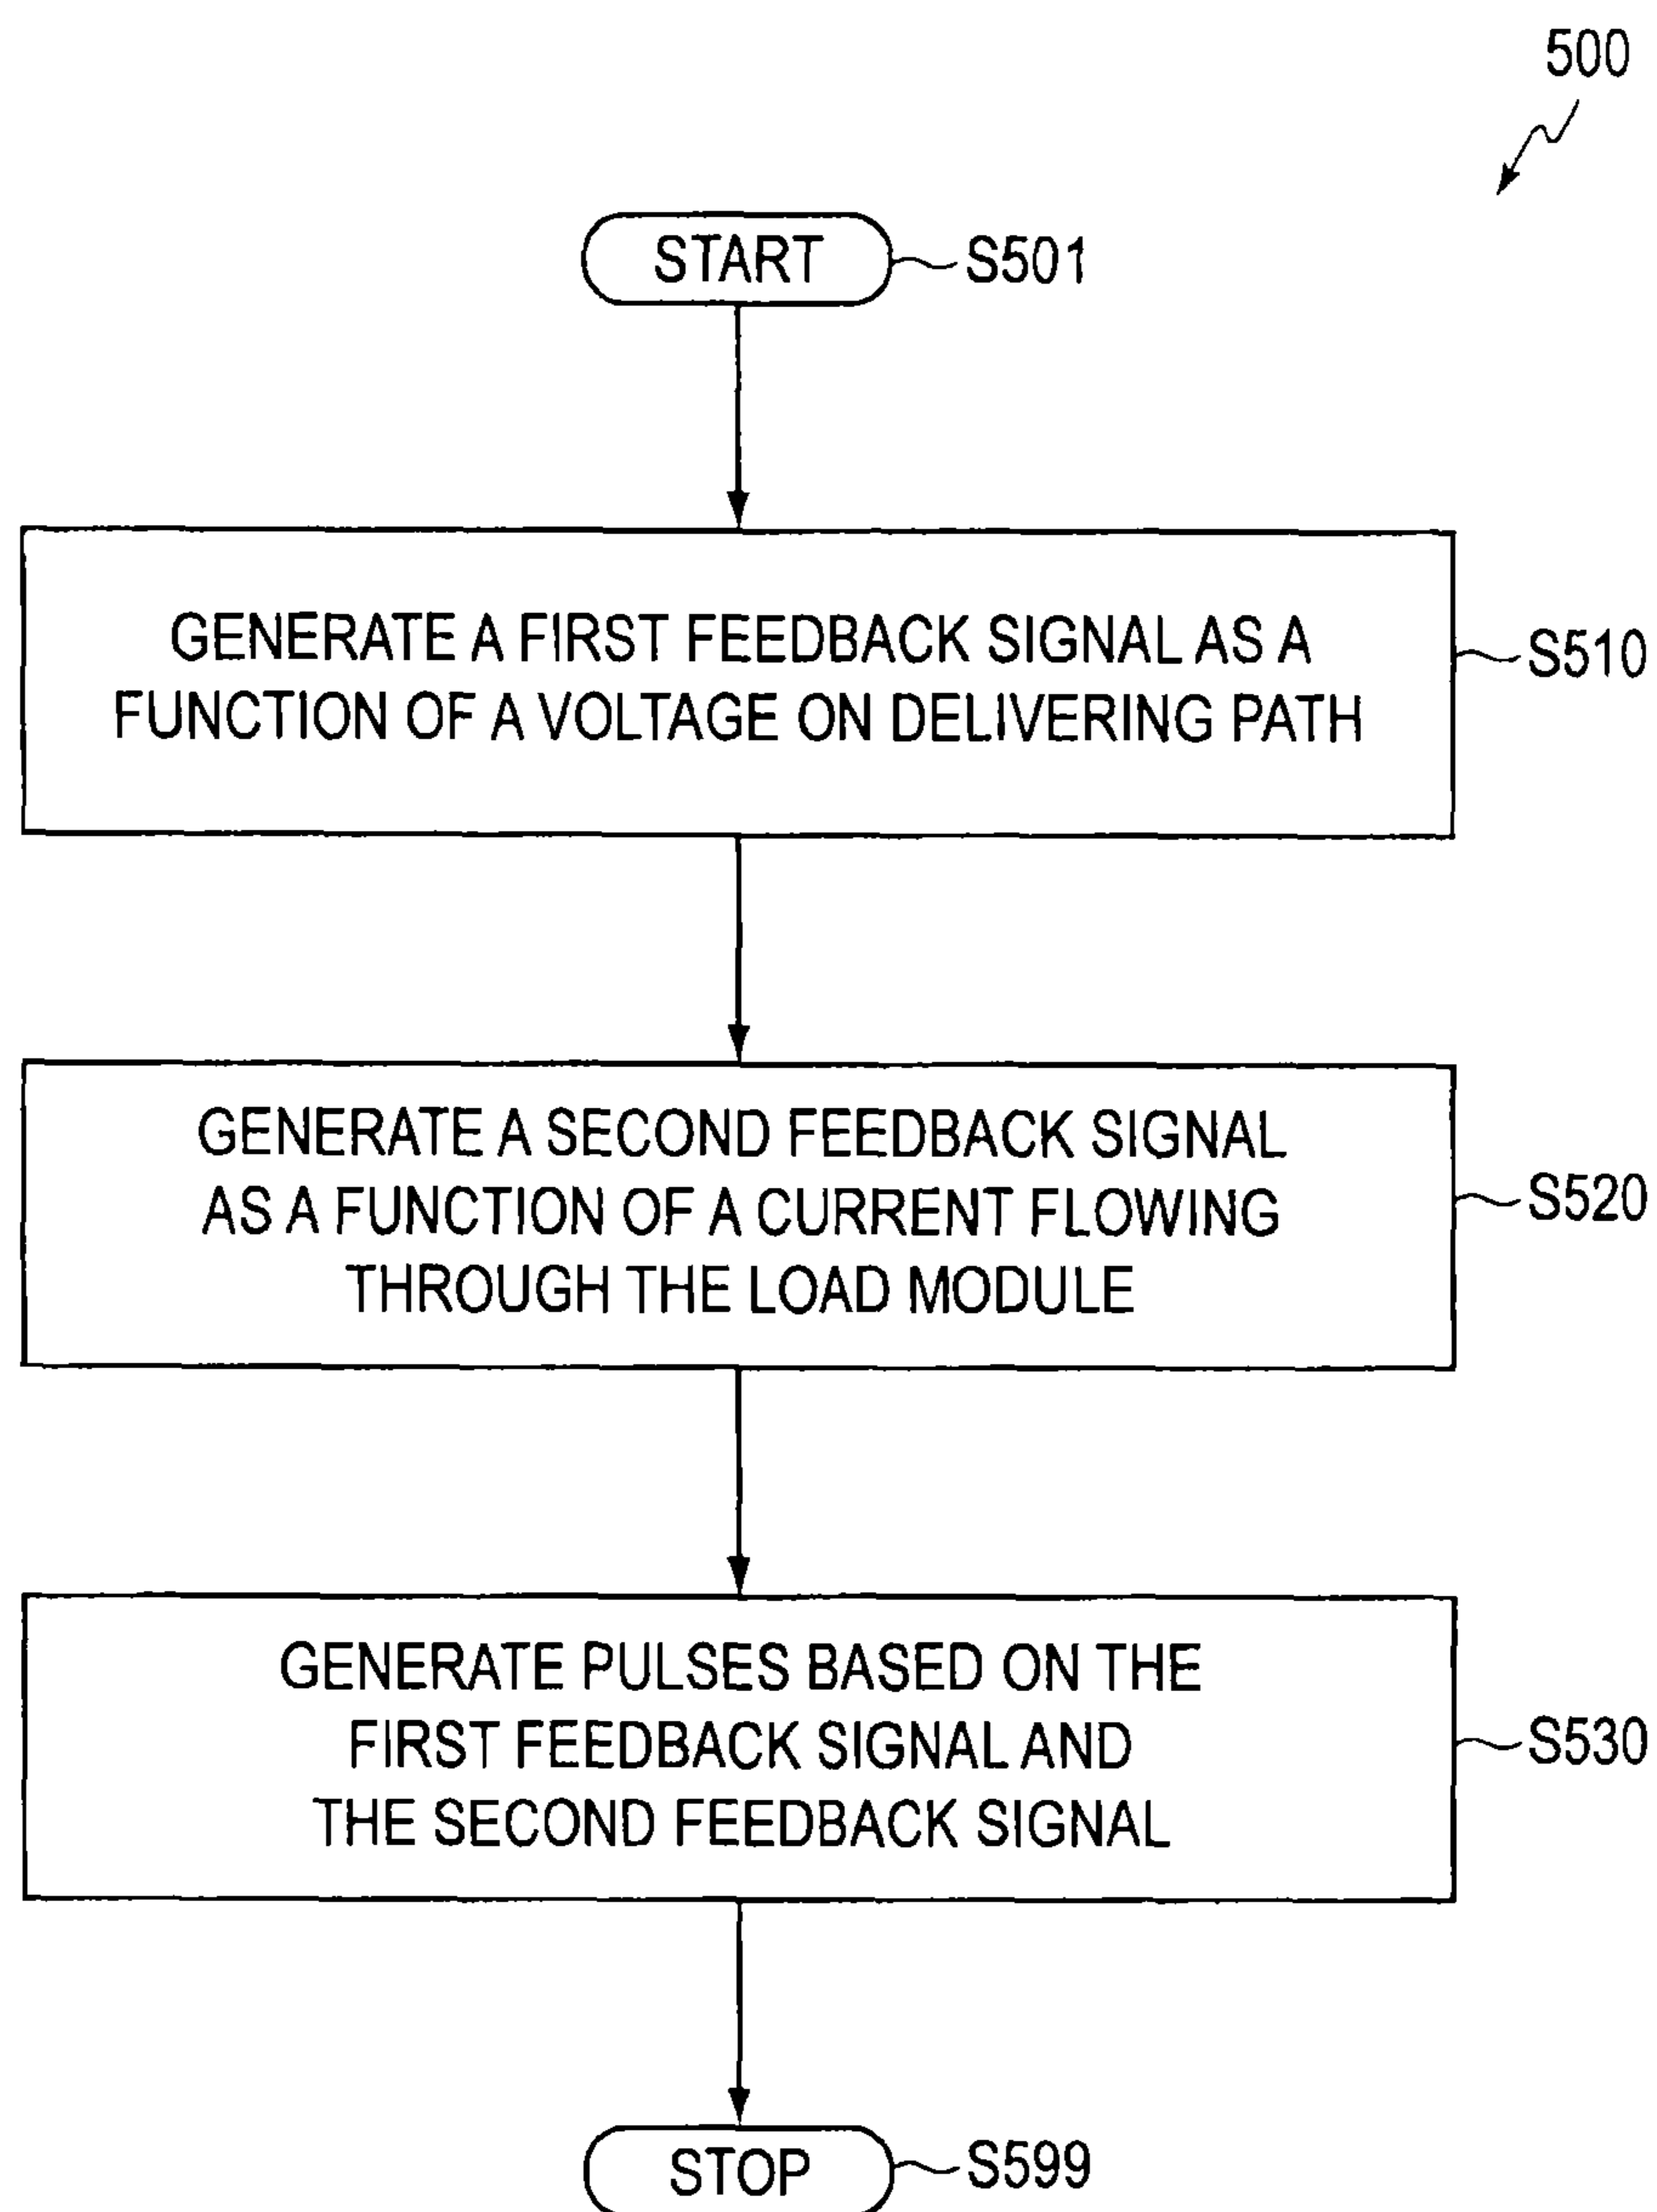 500
START
S501
GENERATE A FIRST FEEDBACK SIGNAL AS A
FUNCTION OF A VOLTAGE ON DELIVERING PATH
S510
GENERATE A SECOND FEEDBACK SIGNAL
AS A FUNCTION OF A CURRENT FLOWING
THROUGH THE LOAD MODULE
S520
GENERATE PULSES BASED ON THE
FIRST FEEDBACK SIGNAL AND
THE SECOND FEEDBACK SIGNAL
S530
STOP
S599